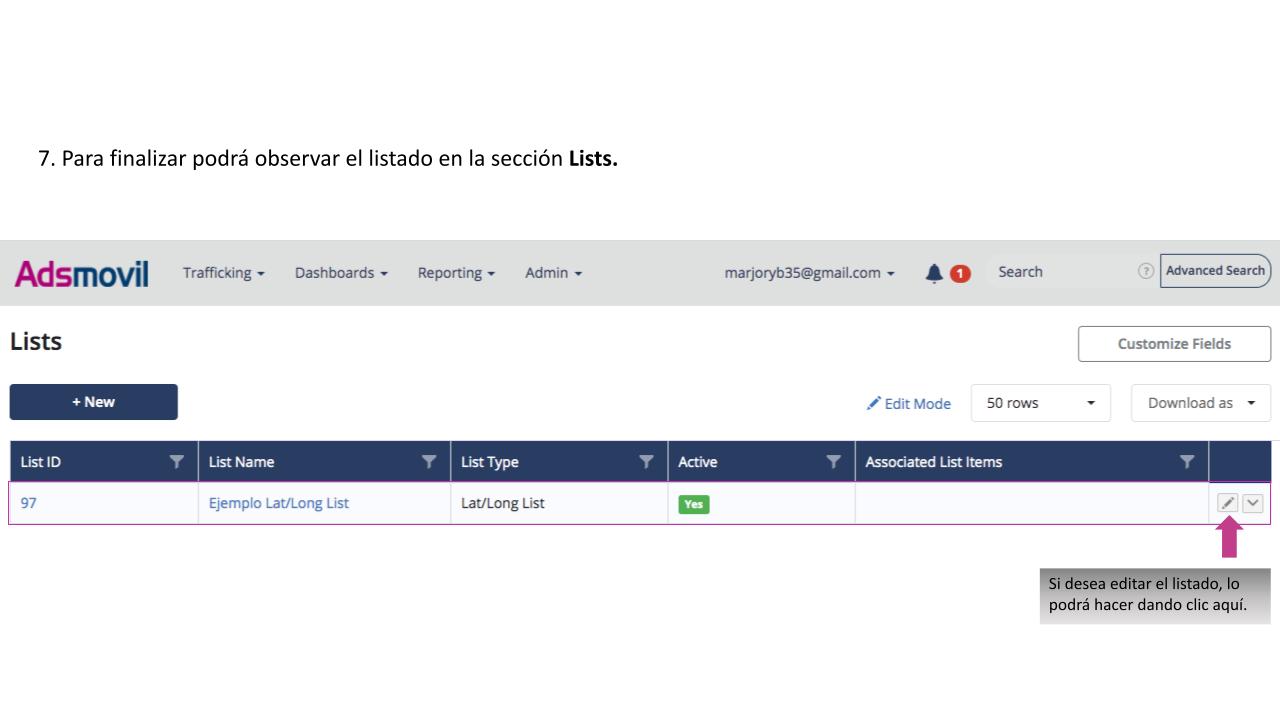 7. Para finalizar podrá observar el listado en la sección Lists.
Adsmovil Trafficking Dashboards Reporting Admin marjoryb35@gmail.com 1 Search ? Advanced Search
Lists
Customize Fields
+ New Edit Mode 50 rows Download as
List ID List Name List Type Active Associated List Items
97 Ejemplo Lat/Long List Lat/Long List Yes
Si desea editar el listado, lo
podrá hacer dando clic aquí.